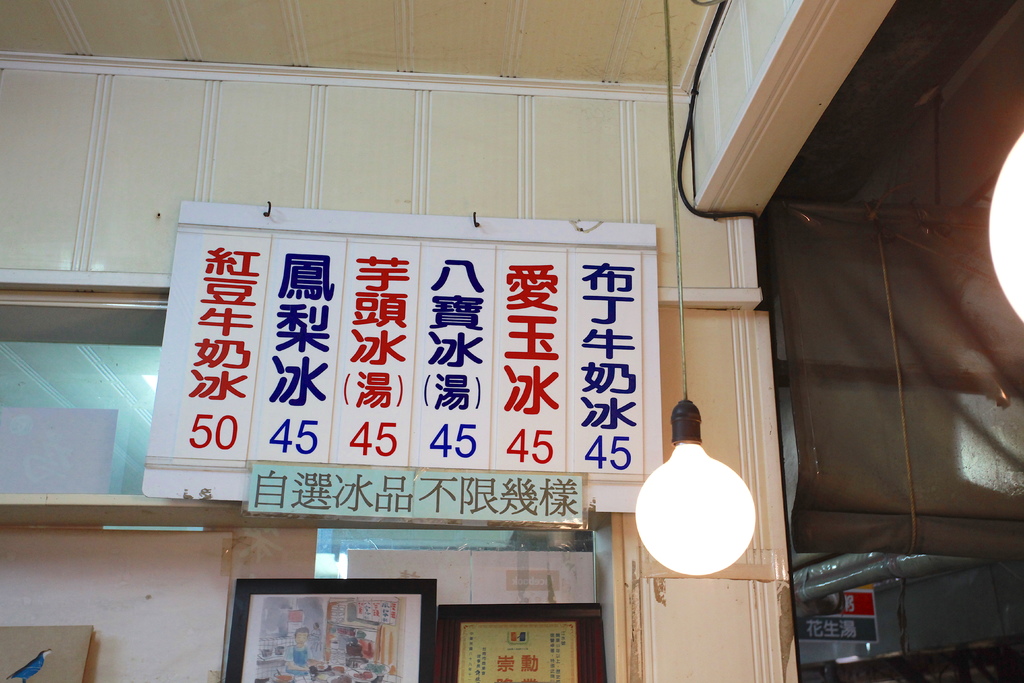 布丁牛奶冰 45
愛玉冰 45
八寶冰(湯) 45
芋頭冰(湯) 45
鳳梨冰 45
紅豆牛奶冰 50
自選冰品不限幾樣
花生湯